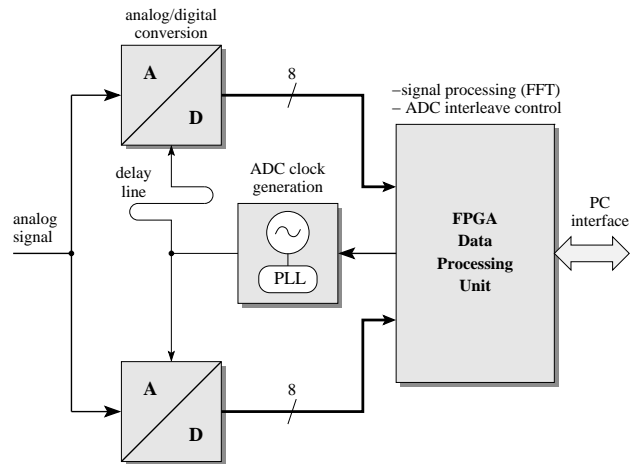 analog/digital
conversion
A
D
8
−signal processing (FFT)
− ADC interleave control
delay
line
ADC clock
generation
analog
signal
PLL
FPGA
Data
Processing
Unit
PC
interface
A
D
8